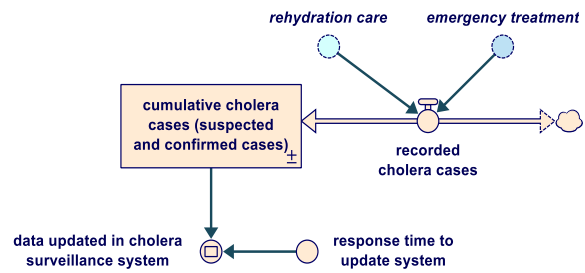 rehydration care
emergency treatment
cumulative cholera
cases (suspected
and confirmed cases)
±
recorded
cholera cases
data updated in cholera
surveillance system
response time to
update system